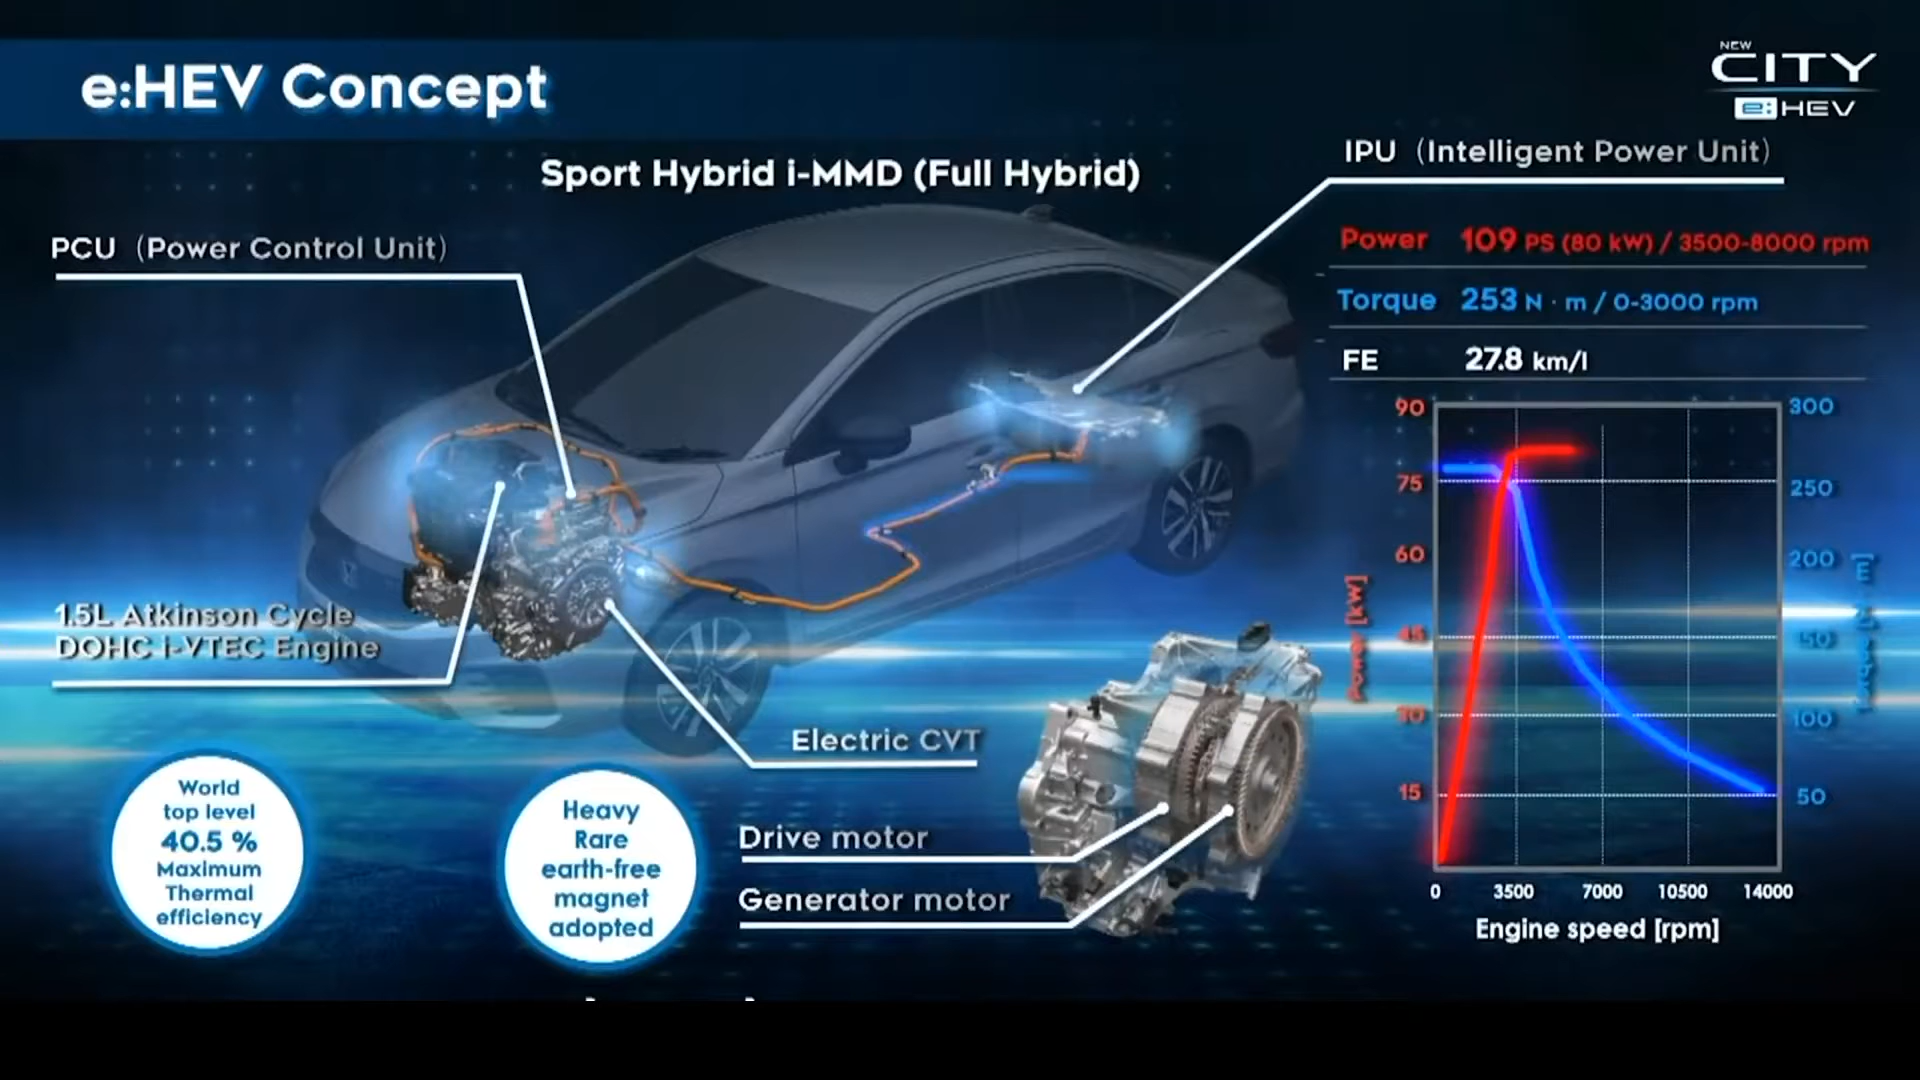 e:HEV Concept
NEW
CITY
e:HEV
Sport Hybrid i-MMD (Full Hybrid)
IPU (Intelligent Power Unit)
PCU (Power Control Unit)
Power 109 PS (80 kW) / 3500-8000 rpm
Torque 253 N · m / 0-3000 rpm
FE 27.8 km/l
1.5L Atkinson Cycle
DOHC i-VTEC Engine
Electric CVT
Drive motor
Generator motor
World
top level
40.5 %
Maximum
Thermal
efficiency
Heavy
Rare
earth-free
magnet
adopted
90
75
60
45
15
Power [kW]
300
250
200
100
50
0 3500 7000 10500 14000
Engine speed [rpm]